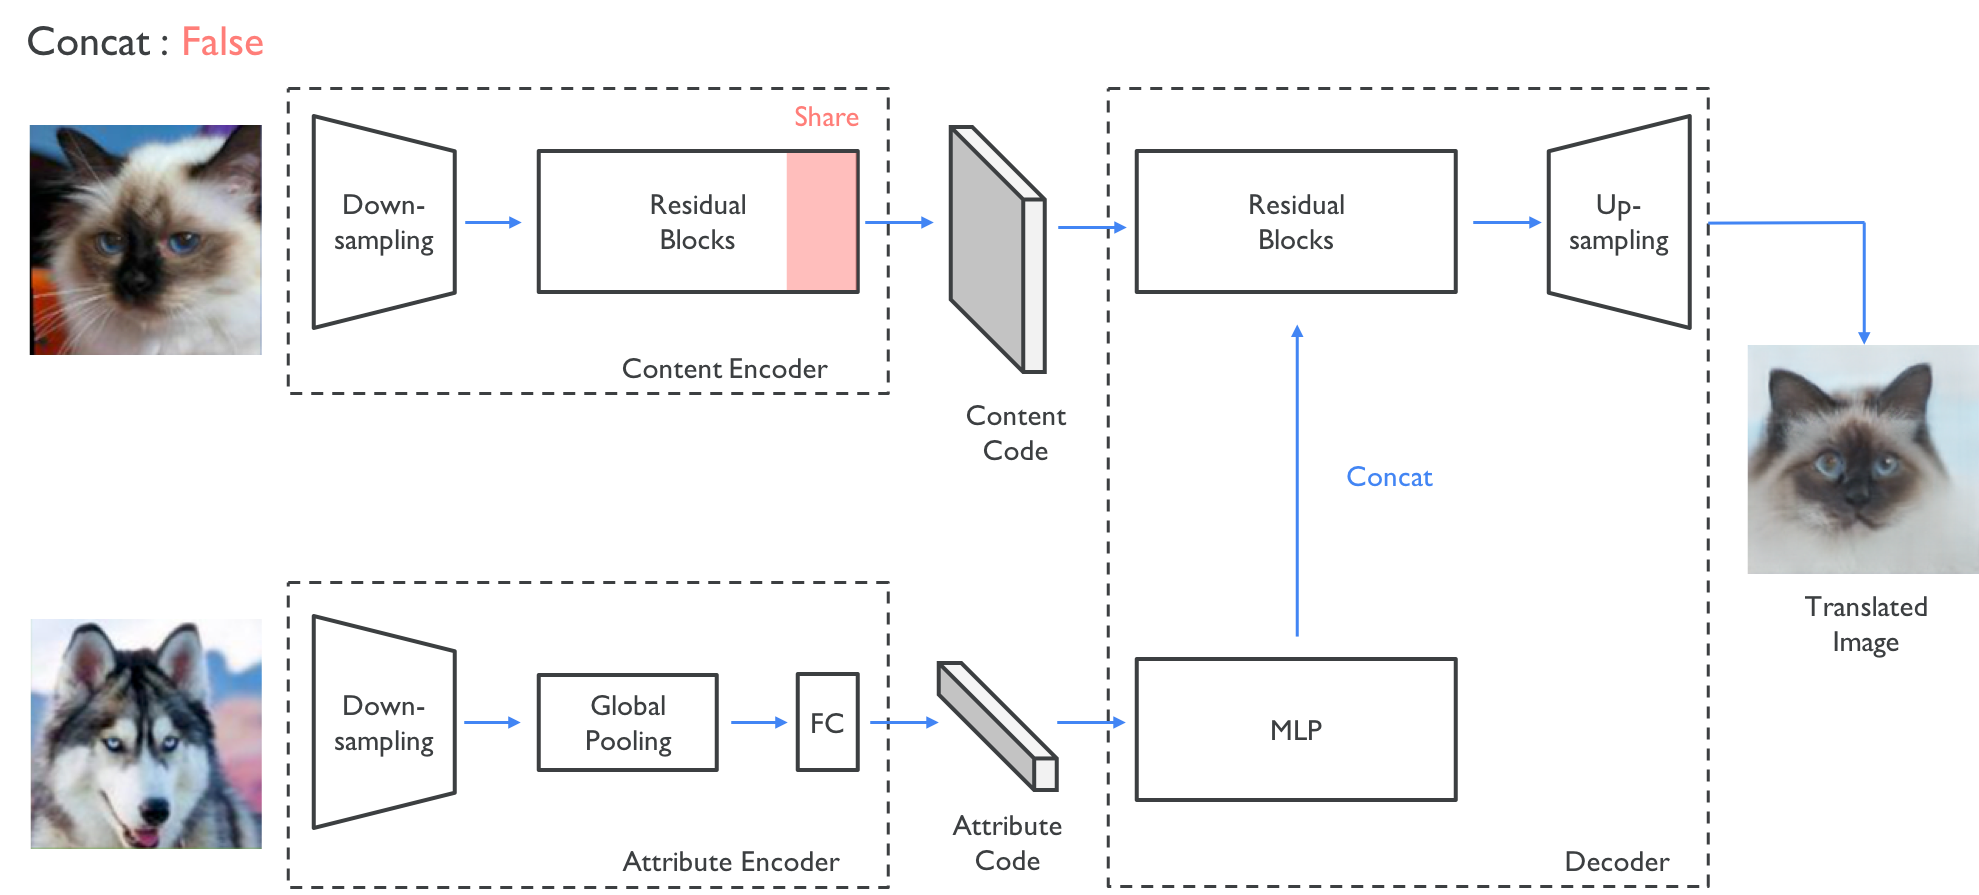 Concat : False
Share
Down-
sampling
Residual
Blocks
Content Encoder
Content
Code
Residual
Blocks
Up-
sampling
Concat
Translated
Image
Down-
sampling
Global
Pooling
FC
Attribute Encoder
Attribute
Code
MLP
Decoder